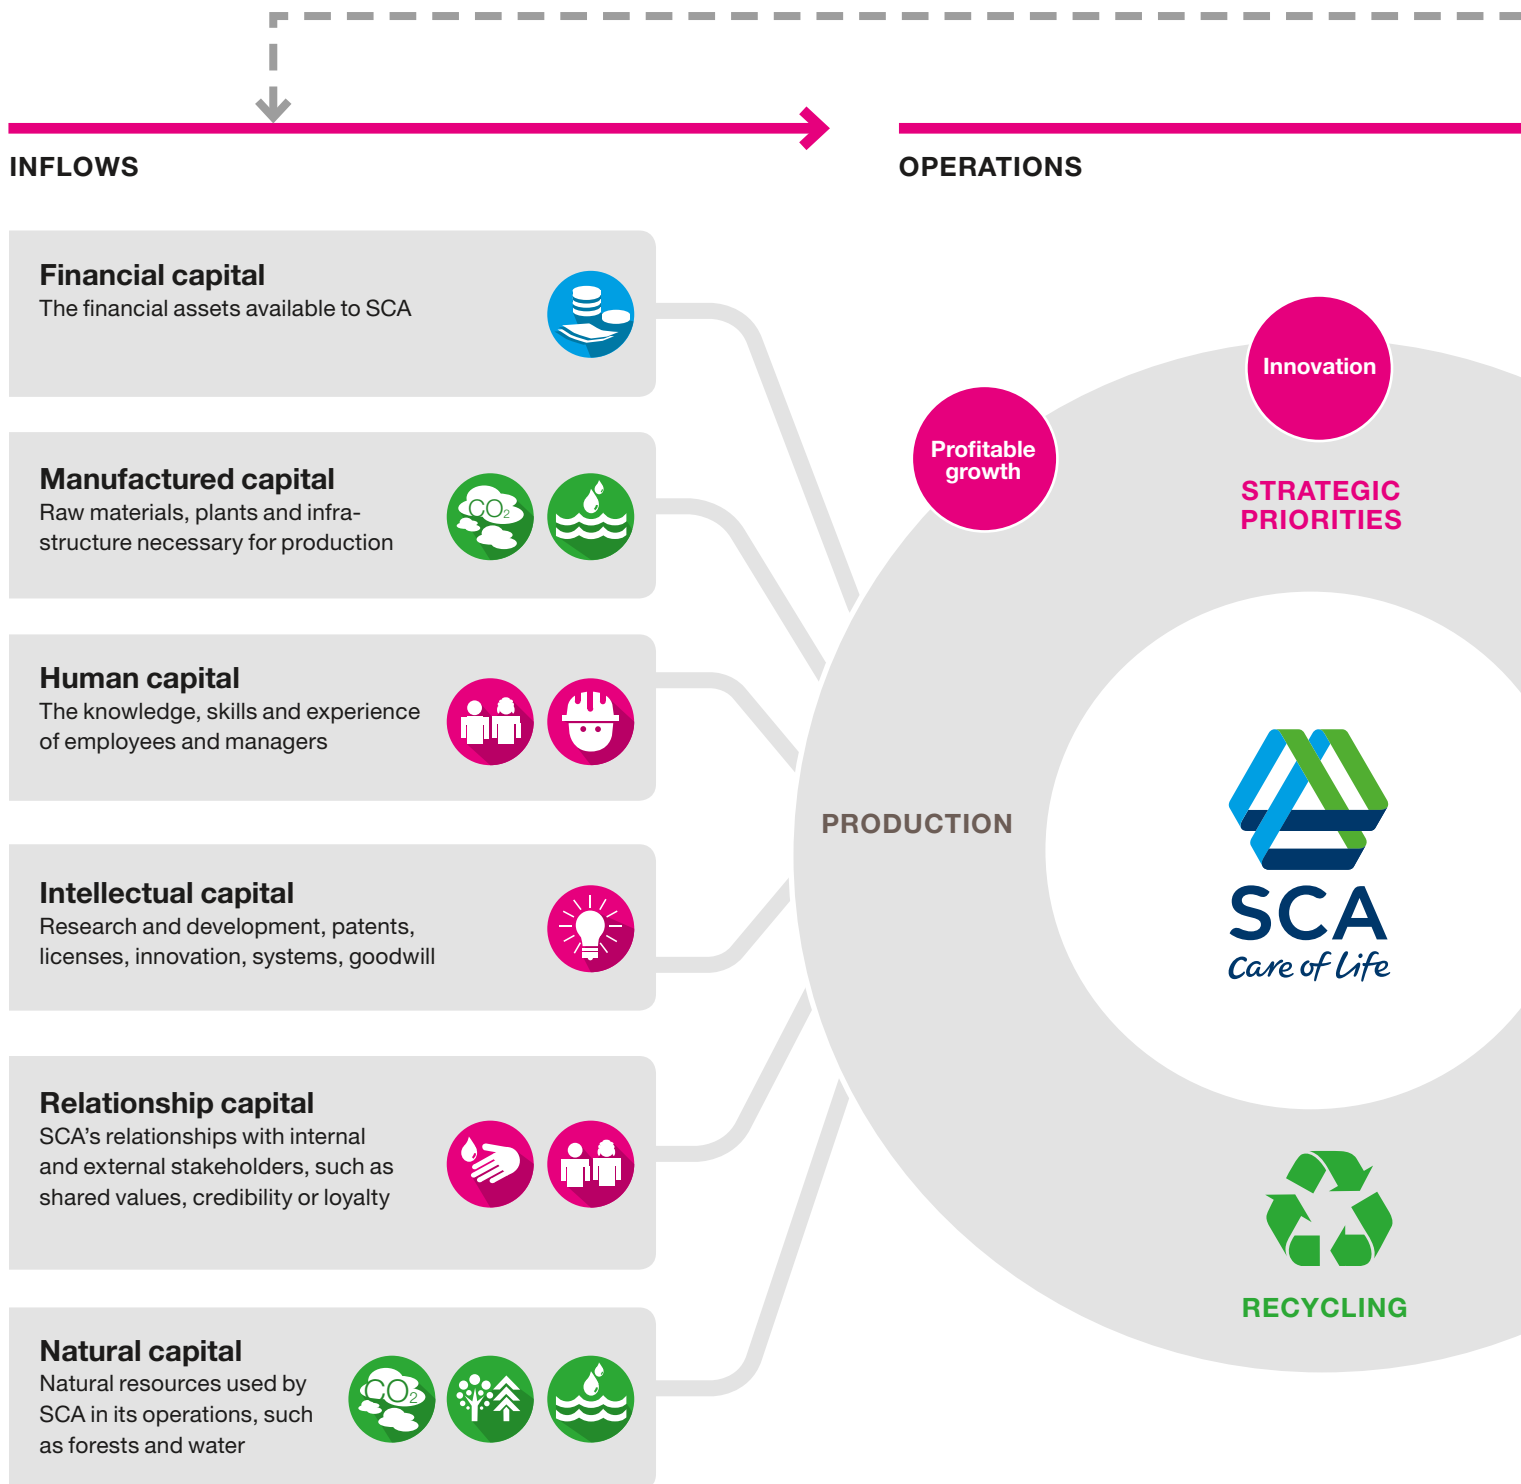 INFLOWS
OPERATIONS
Financial capital
The financial assets available to SCA
Manufactured capital
Raw materials, plants and infra-
structure necessary for production
CO₂
Human capital
The knowledge, skills and experience
of employees and managers
Intellectual capital
Research and development, patents,
licenses, innovation, systems, goodwill
Relationship capital
SCA’s relationships with internal
and external stakeholders, such as
shared values, credibility or loyalty
Natural capital
Natural resources used by
SCA in its operations, such
as forests and water
CO₂
Profitable
growth
Innovation
STRATEGIC
PRIORITIES
PRODUCTION
SCA
Care of Life
RECYCLING